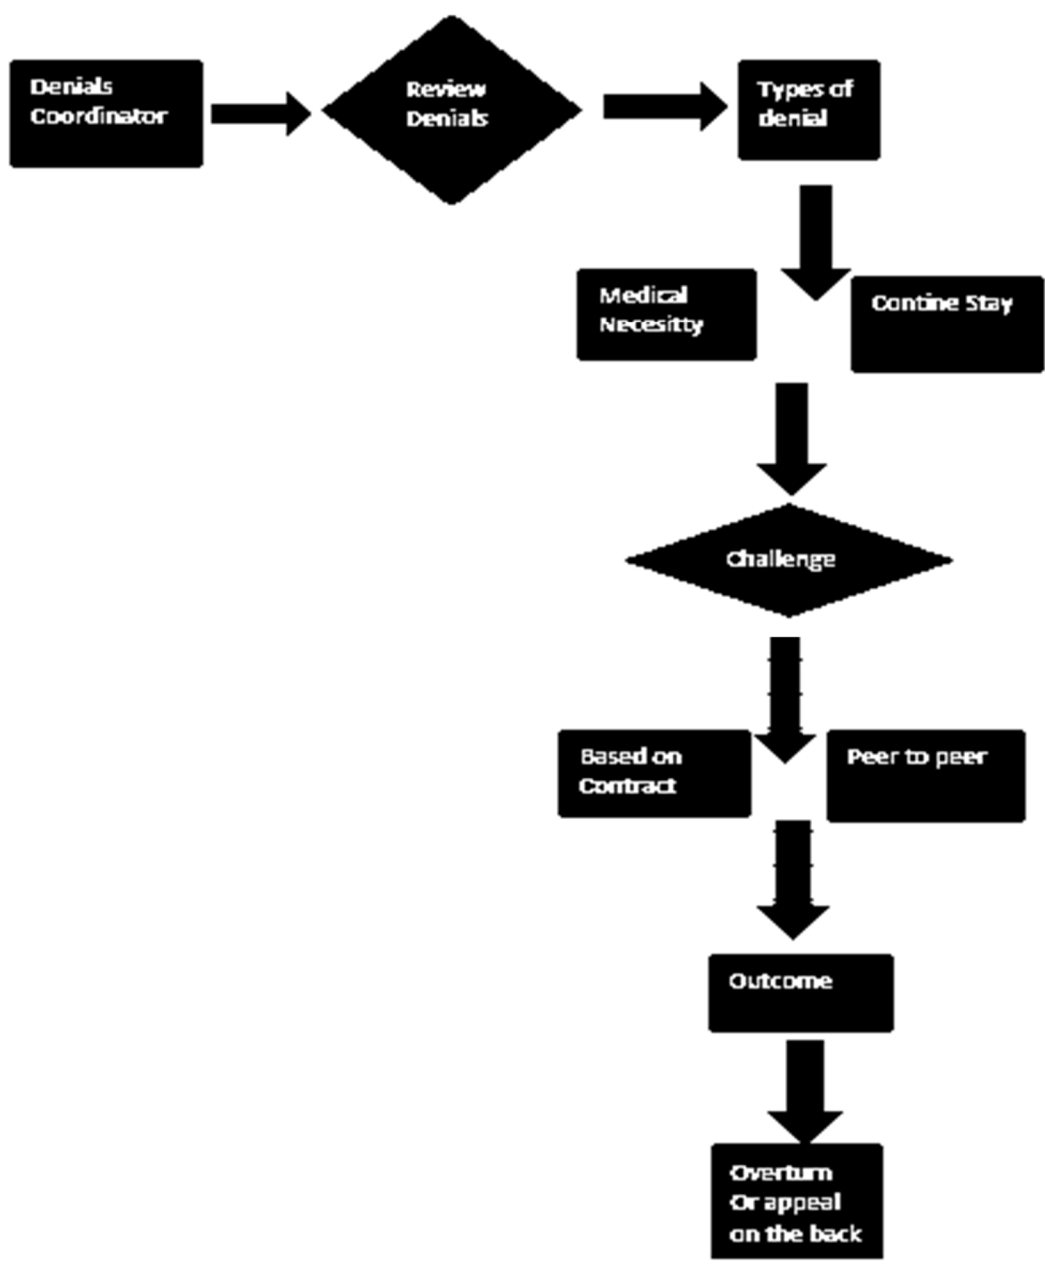 Denials
Coordinator
Review
Denials
Types of
denial
Medical
Necesitty
Contine Stay
Challenge
Based on
Contract
Peer to peer
Outcome
Overturn
Or appeal
on the back